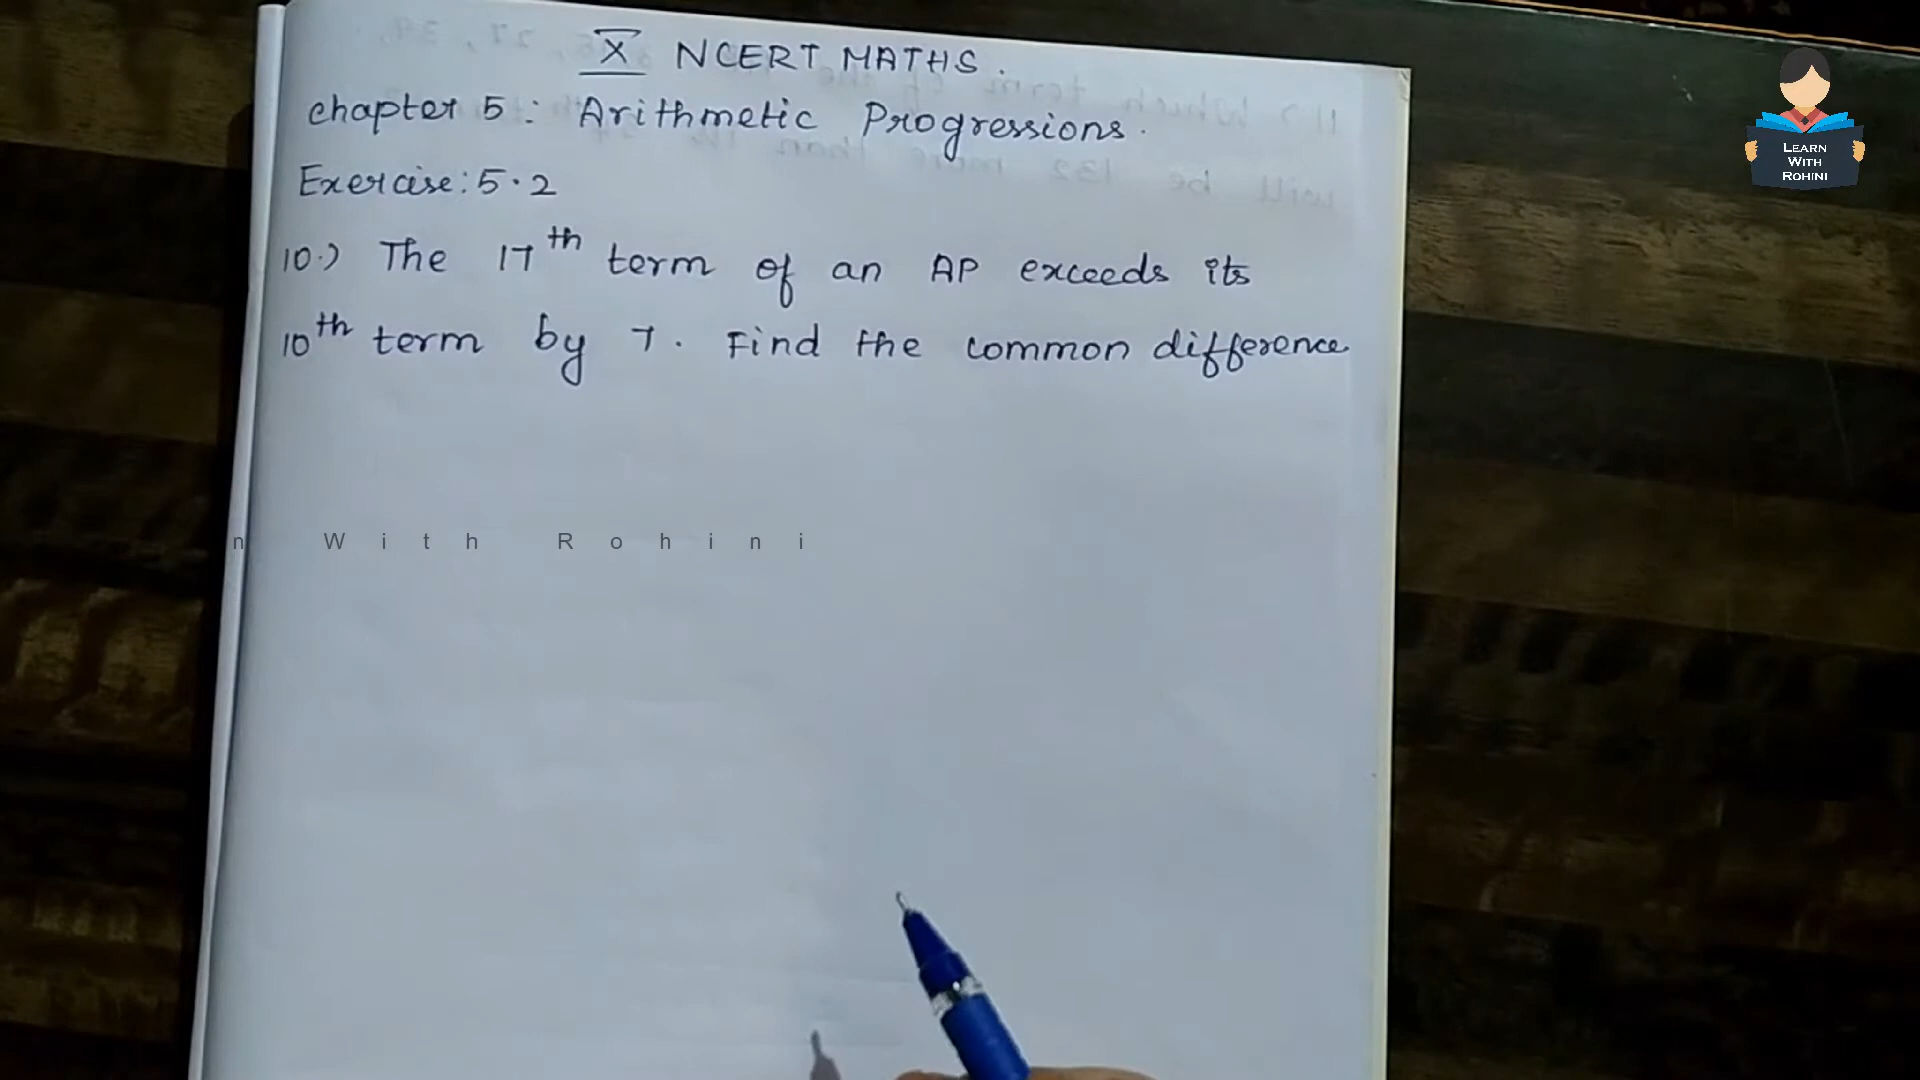 X NCERT MATHS.
Chapter 5: Arithmetic Progressions.
Exercise: 5.2
10.) The 17th term of an AP exceeds its
10th term by 7. Find the common difference
n With Rohini
LEARN
WITH
ROHINI